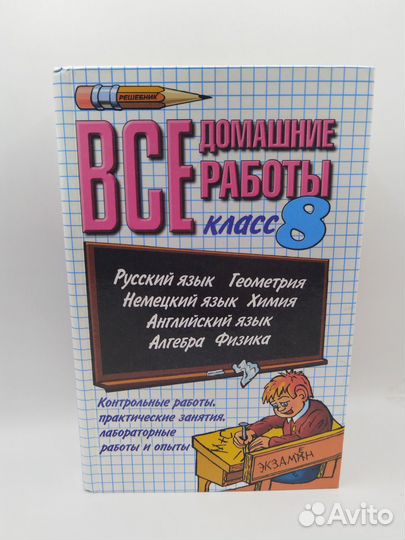 РЕШЕБНИК
ВСЕ ДОМАШНИЕ
РАБОТЫ
класс 8
Русский язык Геометрия
Немецкий язык Химия
Английский язык
Алгебра Физика
Контрольные работы,
практические занятия,
лабораторные
работы и опыты
ЭКЗАМЕН
Avito